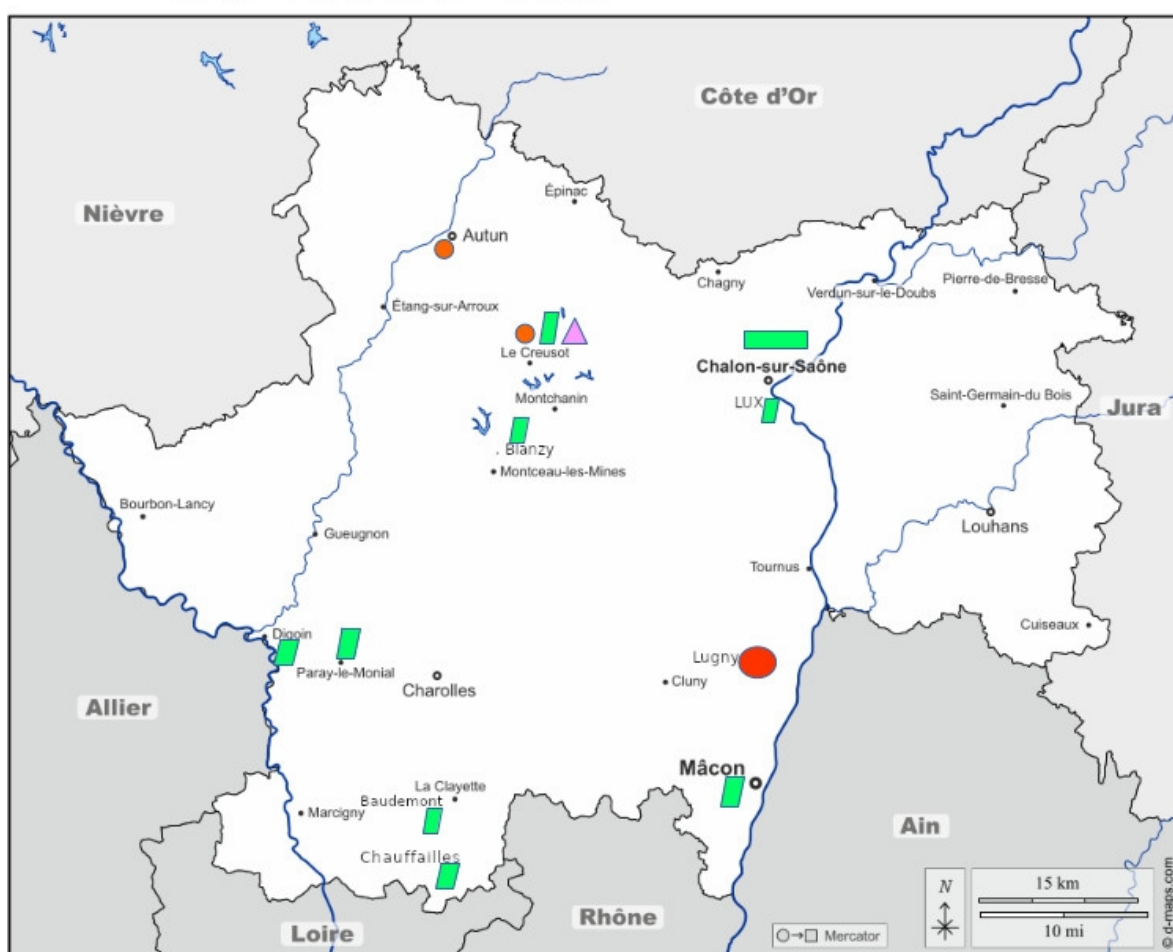 Côte d'Or
Nièvre
Épinac
Autun
Chagny
Étang-sur-Arroux
Verdun-sur-le-Doubs
Pierre-de-Bresse
Le Creusot
Chalon-sur-Saône
Montchanin
LUX
Saint-Germain-du Bois
Jura
. Blanzy
Montceau-les-Mines
Bourbon-Lancy
Gueugnon
Louhans
Tournus
Digoin
Cuiseaux
Lugny
Paray-le-Monial
Charolles
Cluny
Allier
Mâcon
La Clayette
Baudemont
Marcigny
Ain
Chauffailles
N
15 km
10 mi
Rhône
Loire
Mercator
© d-maps.com